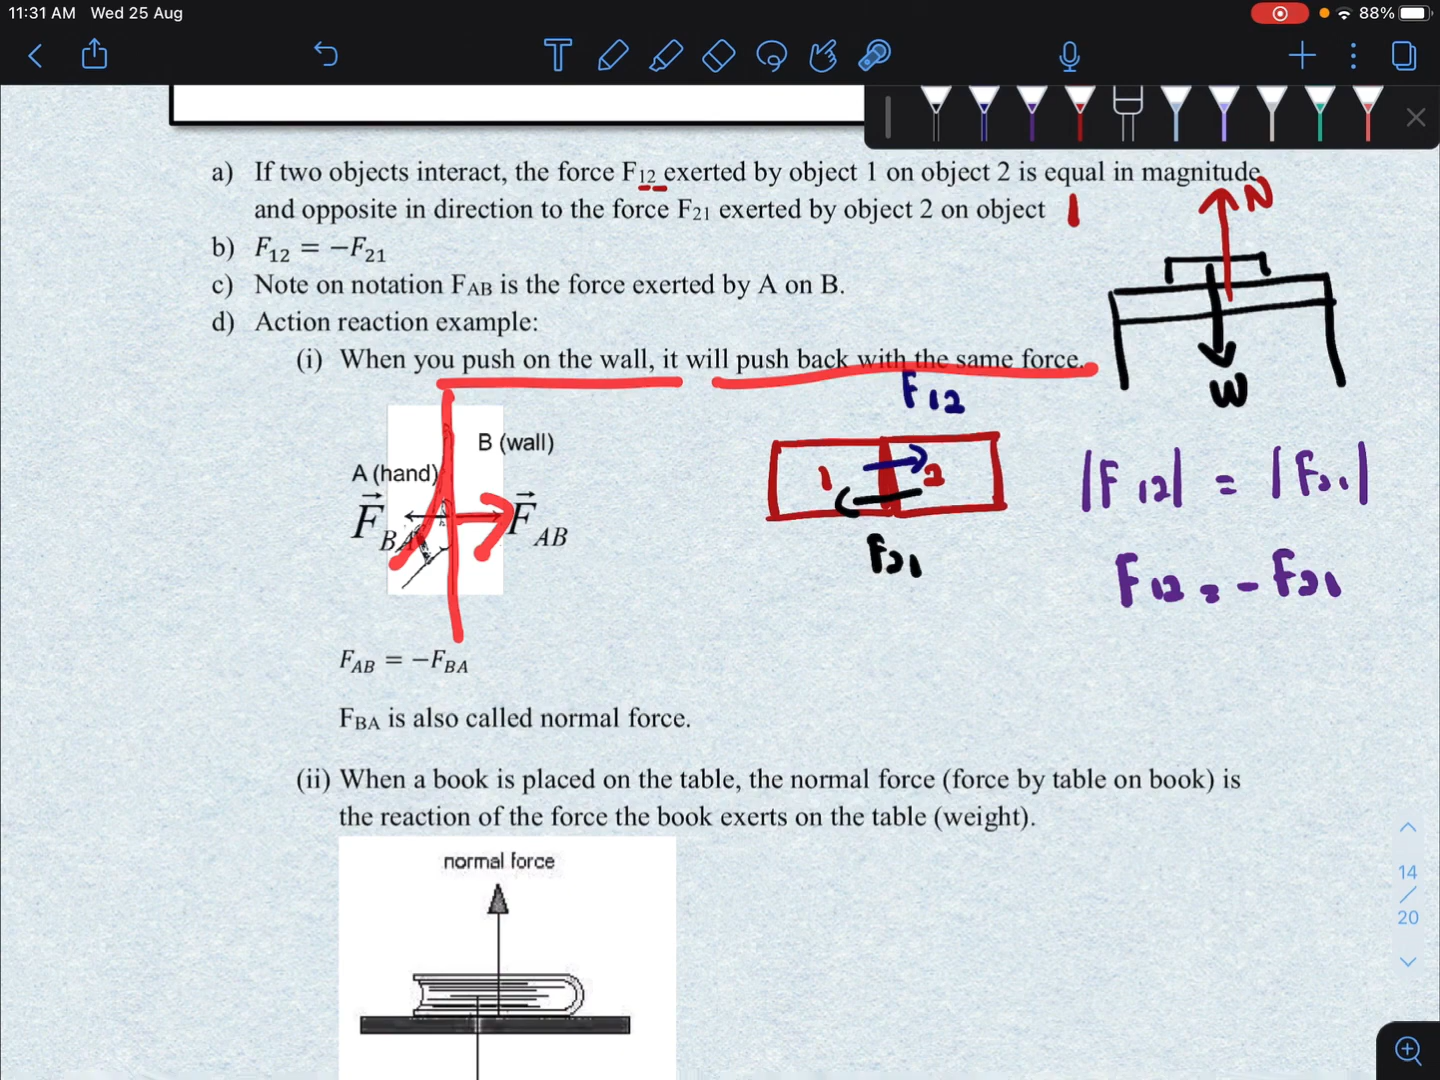 11:31 AM Wed 25 Aug
88%
a) If two objects interact, the force F12 exerted by object 1 on object 2 is equal in magnitude
and opposite in direction to the force F21 exerted by object 2 on object 1
b) F12 = −F21
c) Note on notation FAB is the force exerted by A on B.
d) Action reaction example:
(i) When you push on the wall, it will push back with the same force.
N
W
F12
1
2
F21
|F12| = |F21|
F12 = -F21
B (wall)
A (hand)
F BA
F AB
FAB = −FBA
FBA is also called normal force.
(ii) When a book is placed on the table, the normal force (force by table on book) is
the reaction of the force the book exerts on the table (weight).
normal force
14
/
20